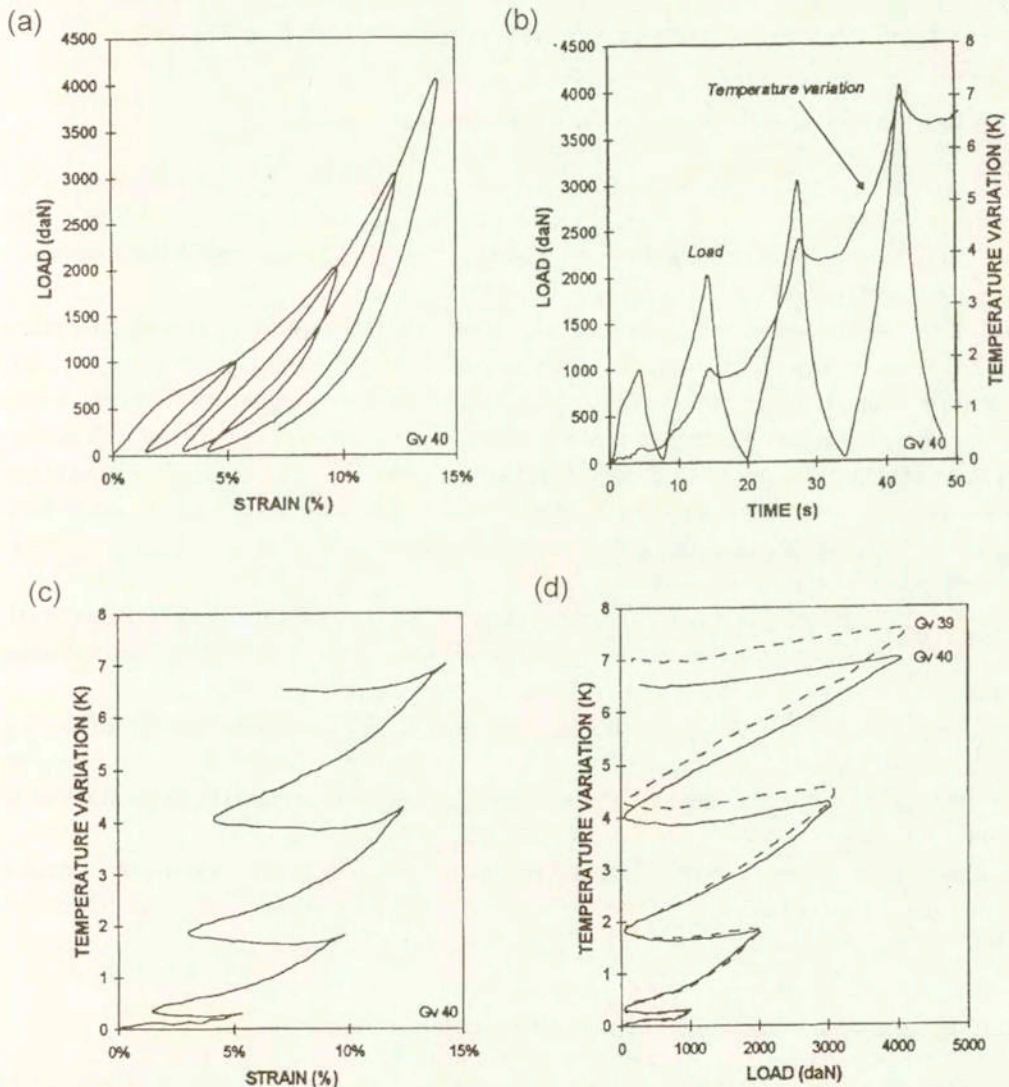 (a)
4500
4000
3500
3000
2500
2000
1500
1000
500
0
LOAD (daN)
0% 5% 10% 15%
STRAIN (%)
Gv 40
(b)
4500
4000
3500
3000
2500
2000
1500
1000
500
0
LOAD (daN)
Temperature variation
Load
8
7
6
5
4
3
2
1
0
TEMPERATURE VARIATION (K)
0 10 20 30 40 50
TIME (s)
Gv 40
(c)
8
7
6
5
4
3
2
1
0
TEMPERATURE VARIATION (K)
0% 5% 10% 15%
STRAIN (%)
Gv 40
(d)
8
7
6
5
4
3
2
1
0
TEMPERATURE VARIATION (K)
Gv 39
Gv 40
0 1000 2000 3000 4000 5000
LOAD (daN)